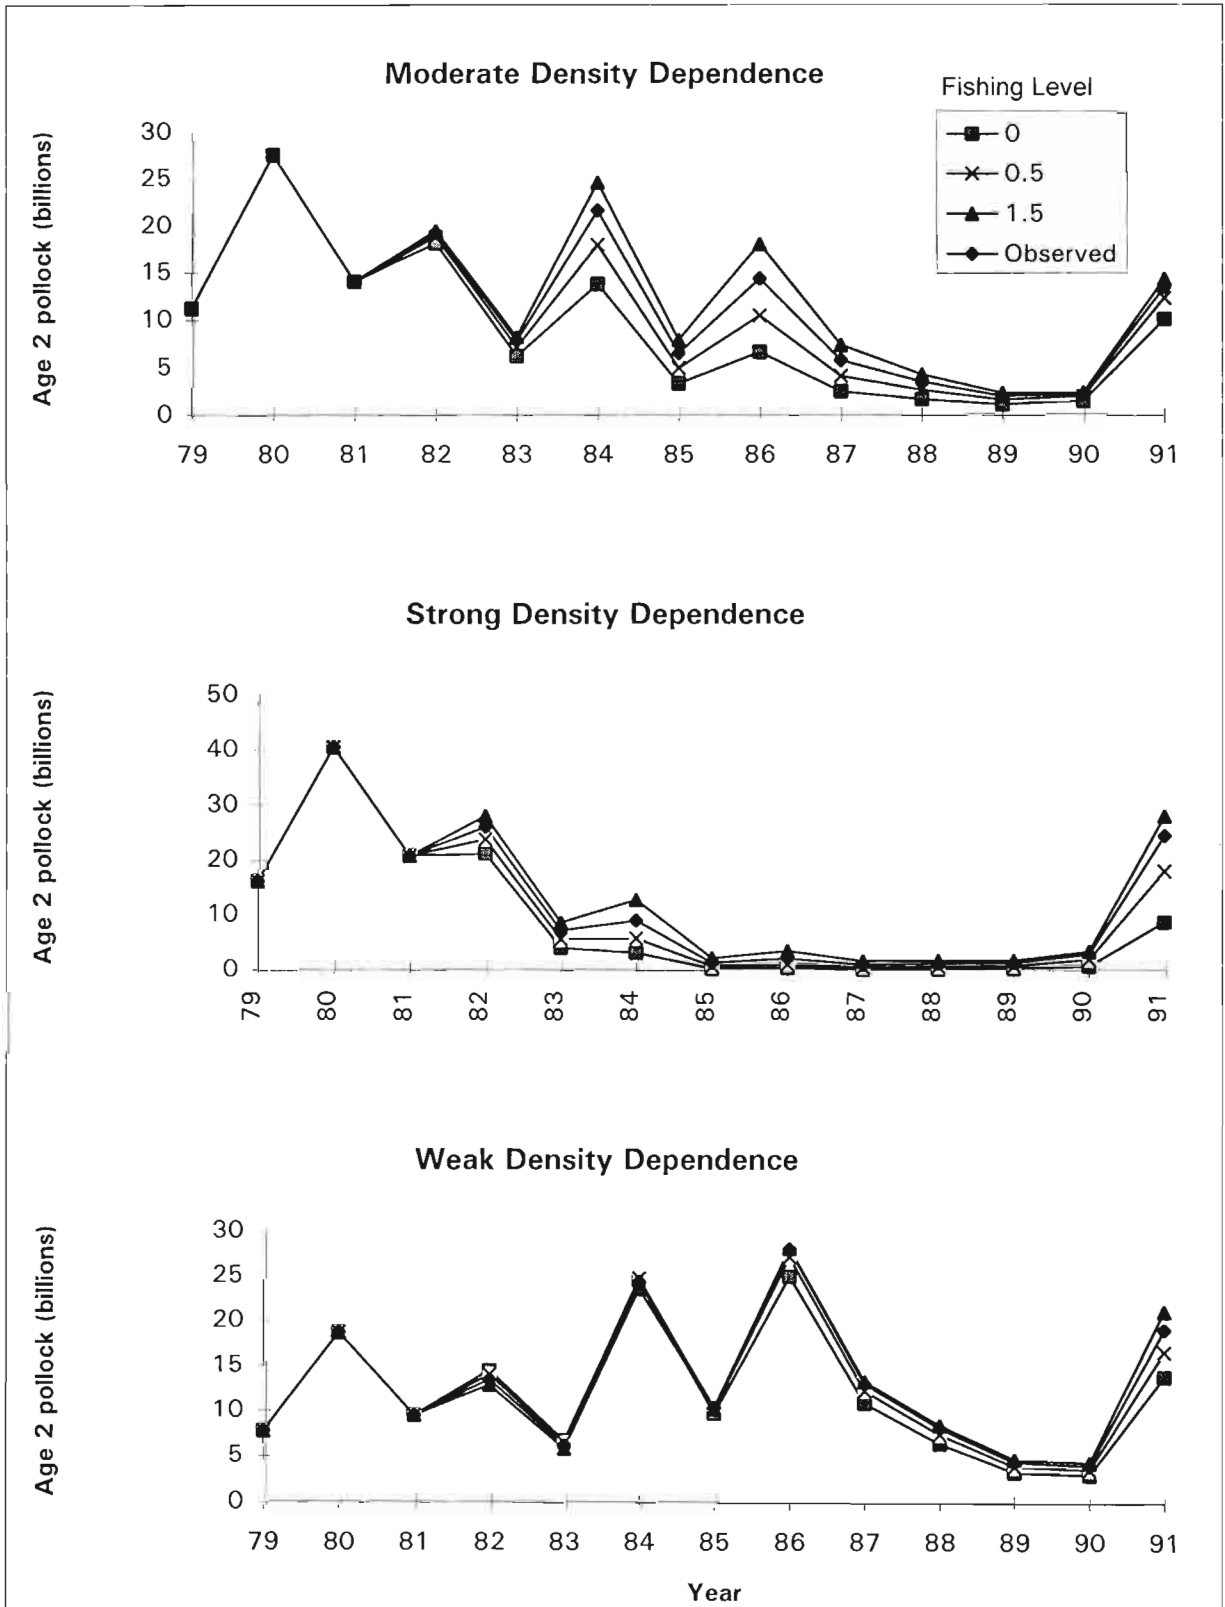 Moderate Density Dependence
Fishing Level
0
0.5
1.5
Observed
Age 2 pollock (billions)
30
25
20
15
10
5
0
79 80 81 82 83 84 85 86 87 88 89 90 91
Strong Density Dependence
Age 2 pollock (billions)
50
40
30
20
10
0
79 80 81 82 83 84 85 86 87 88 89 90 91
Weak Density Dependence
Age 2 pollock (billions)
30
25
20
15
10
5
0
79 80 81 82 83 84 85 86 87 88 89 90 91
Year